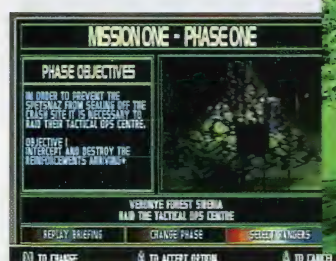 MISSION ONE - PHASE ONE
PHASE OBJECTIVES
IN ORDER TO PREVENT THE
SPETSNAZ FROM SEALING OFF THE
CRASH SITE IT IS NECESSARY TO
RAID THEIR TACTICAL OPS CENTRE.
OBJECTIVE 1
INTERCEPT AND DESTROY THE
REINFORCEMENTS ARRIVING
FOREST SIBERIA
RAID THE TACTICAL OPS CENTRE
REPLAY BRIEFING
CHANGE PHASE
SELECT RANGERS
TO CHANGE
TO ACCEPT OPTION
TO CANCEL